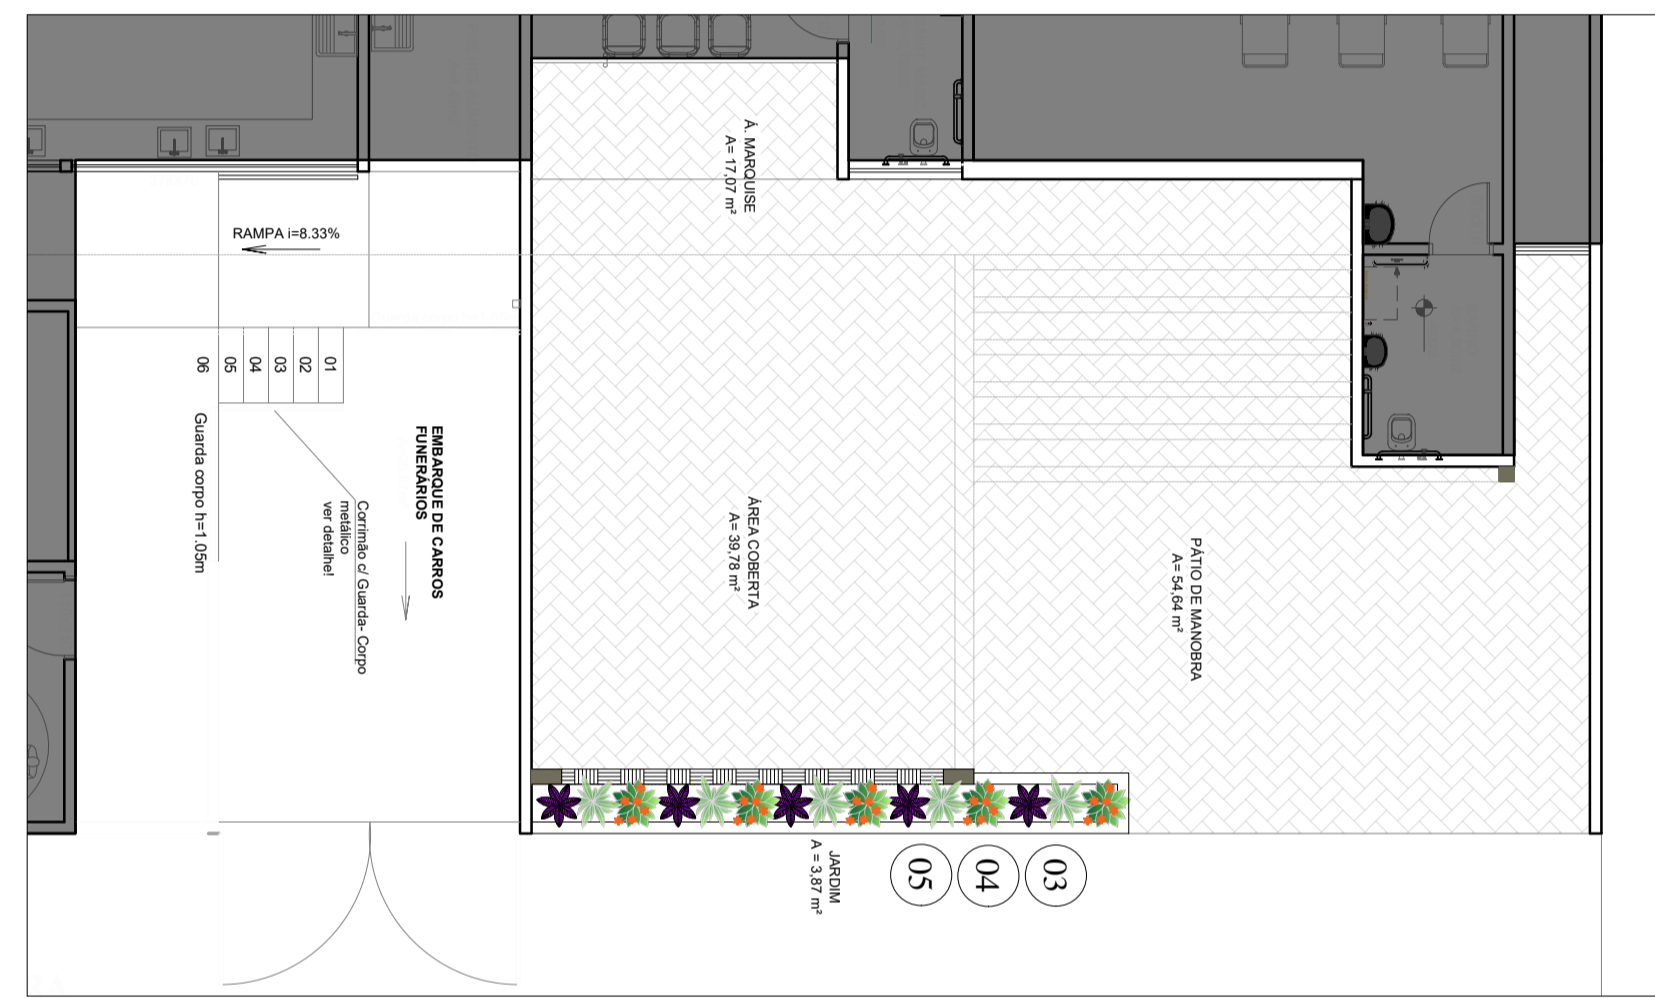 Á. MARQUISE
A= 17,07 m²
RAMPA i=8.33%
01
02
03
04
05
06
Guarda corpo h=1.05m
EMBARQUE DE CARROS
FUNERÁRIOS
Corrimão c/ Guarda- Corpo
metálico
ver detalhe!
ÁREA COBERTA
A= 39,78 m²
PÁTIO DE MANOBRA
A= 54,64 m²
JARDIM
A = 3,87 m²
05
04
03